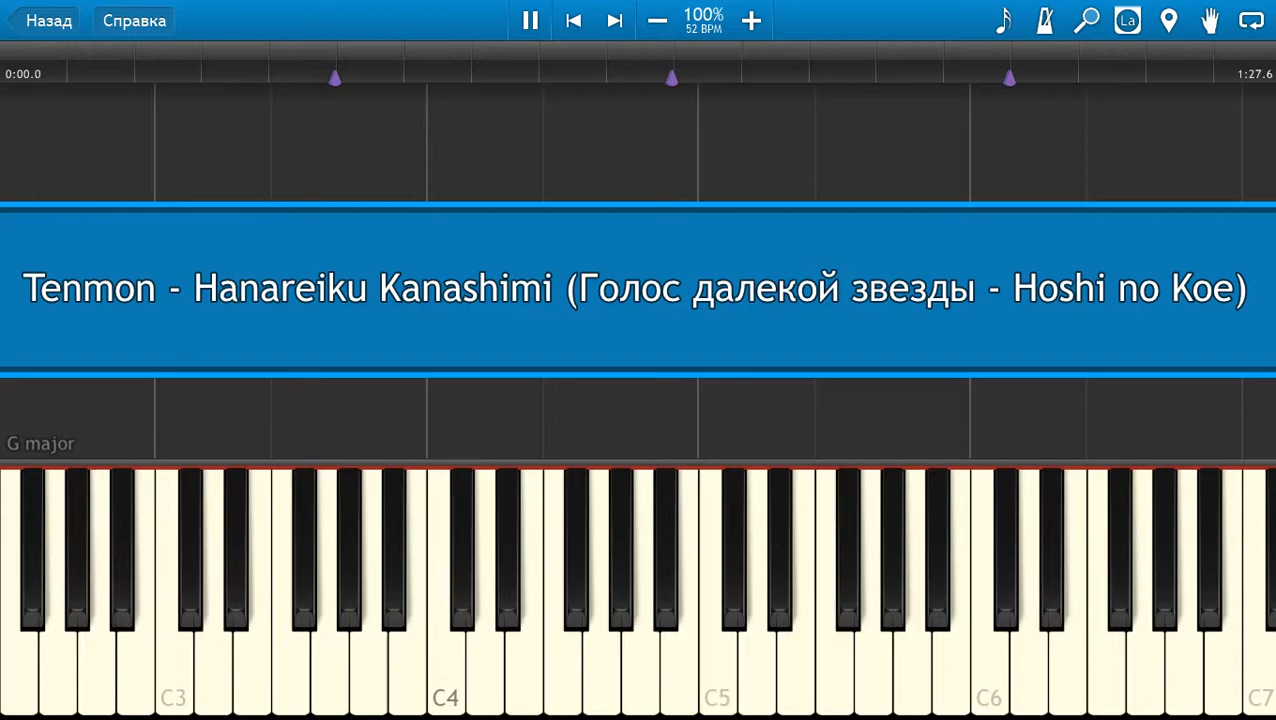 Назад Справка 100% La
52 BPM
0:00.0 1:27.6
Tenmon - Hanareiku Kanashimi (Голос далекой звезды - Hoshi no Koe)
G major
C3 C4 C5 C6 C7